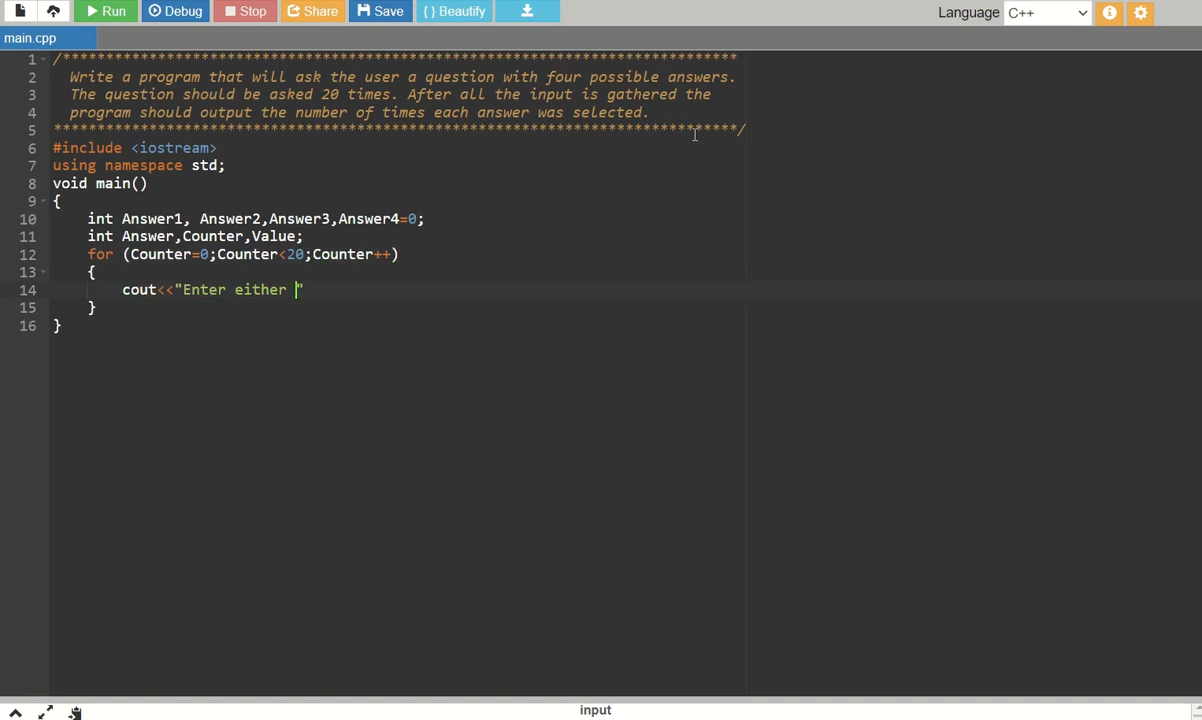 Run Debug Stop Share Save { } Beautify Language C++
main.cpp
1 /******************************************************************************
2 Write a program that will ask the user a question with four possible answers.
3 The question should be asked 20 times. After all the input is gathered the
4 program should output the number of times each answer was selected.
5 *******************************************************************************/
6 #include <iostream>
7 using namespace std;
8 void main()
9 {
10 int Answer1, Answer2,Answer3,Answer4=0;
11 int Answer,Counter,Value;
12 for (Counter=0;Counter<20;Counter++)
13 {
14 cout<<"Enter either "
15 }
16 }
input